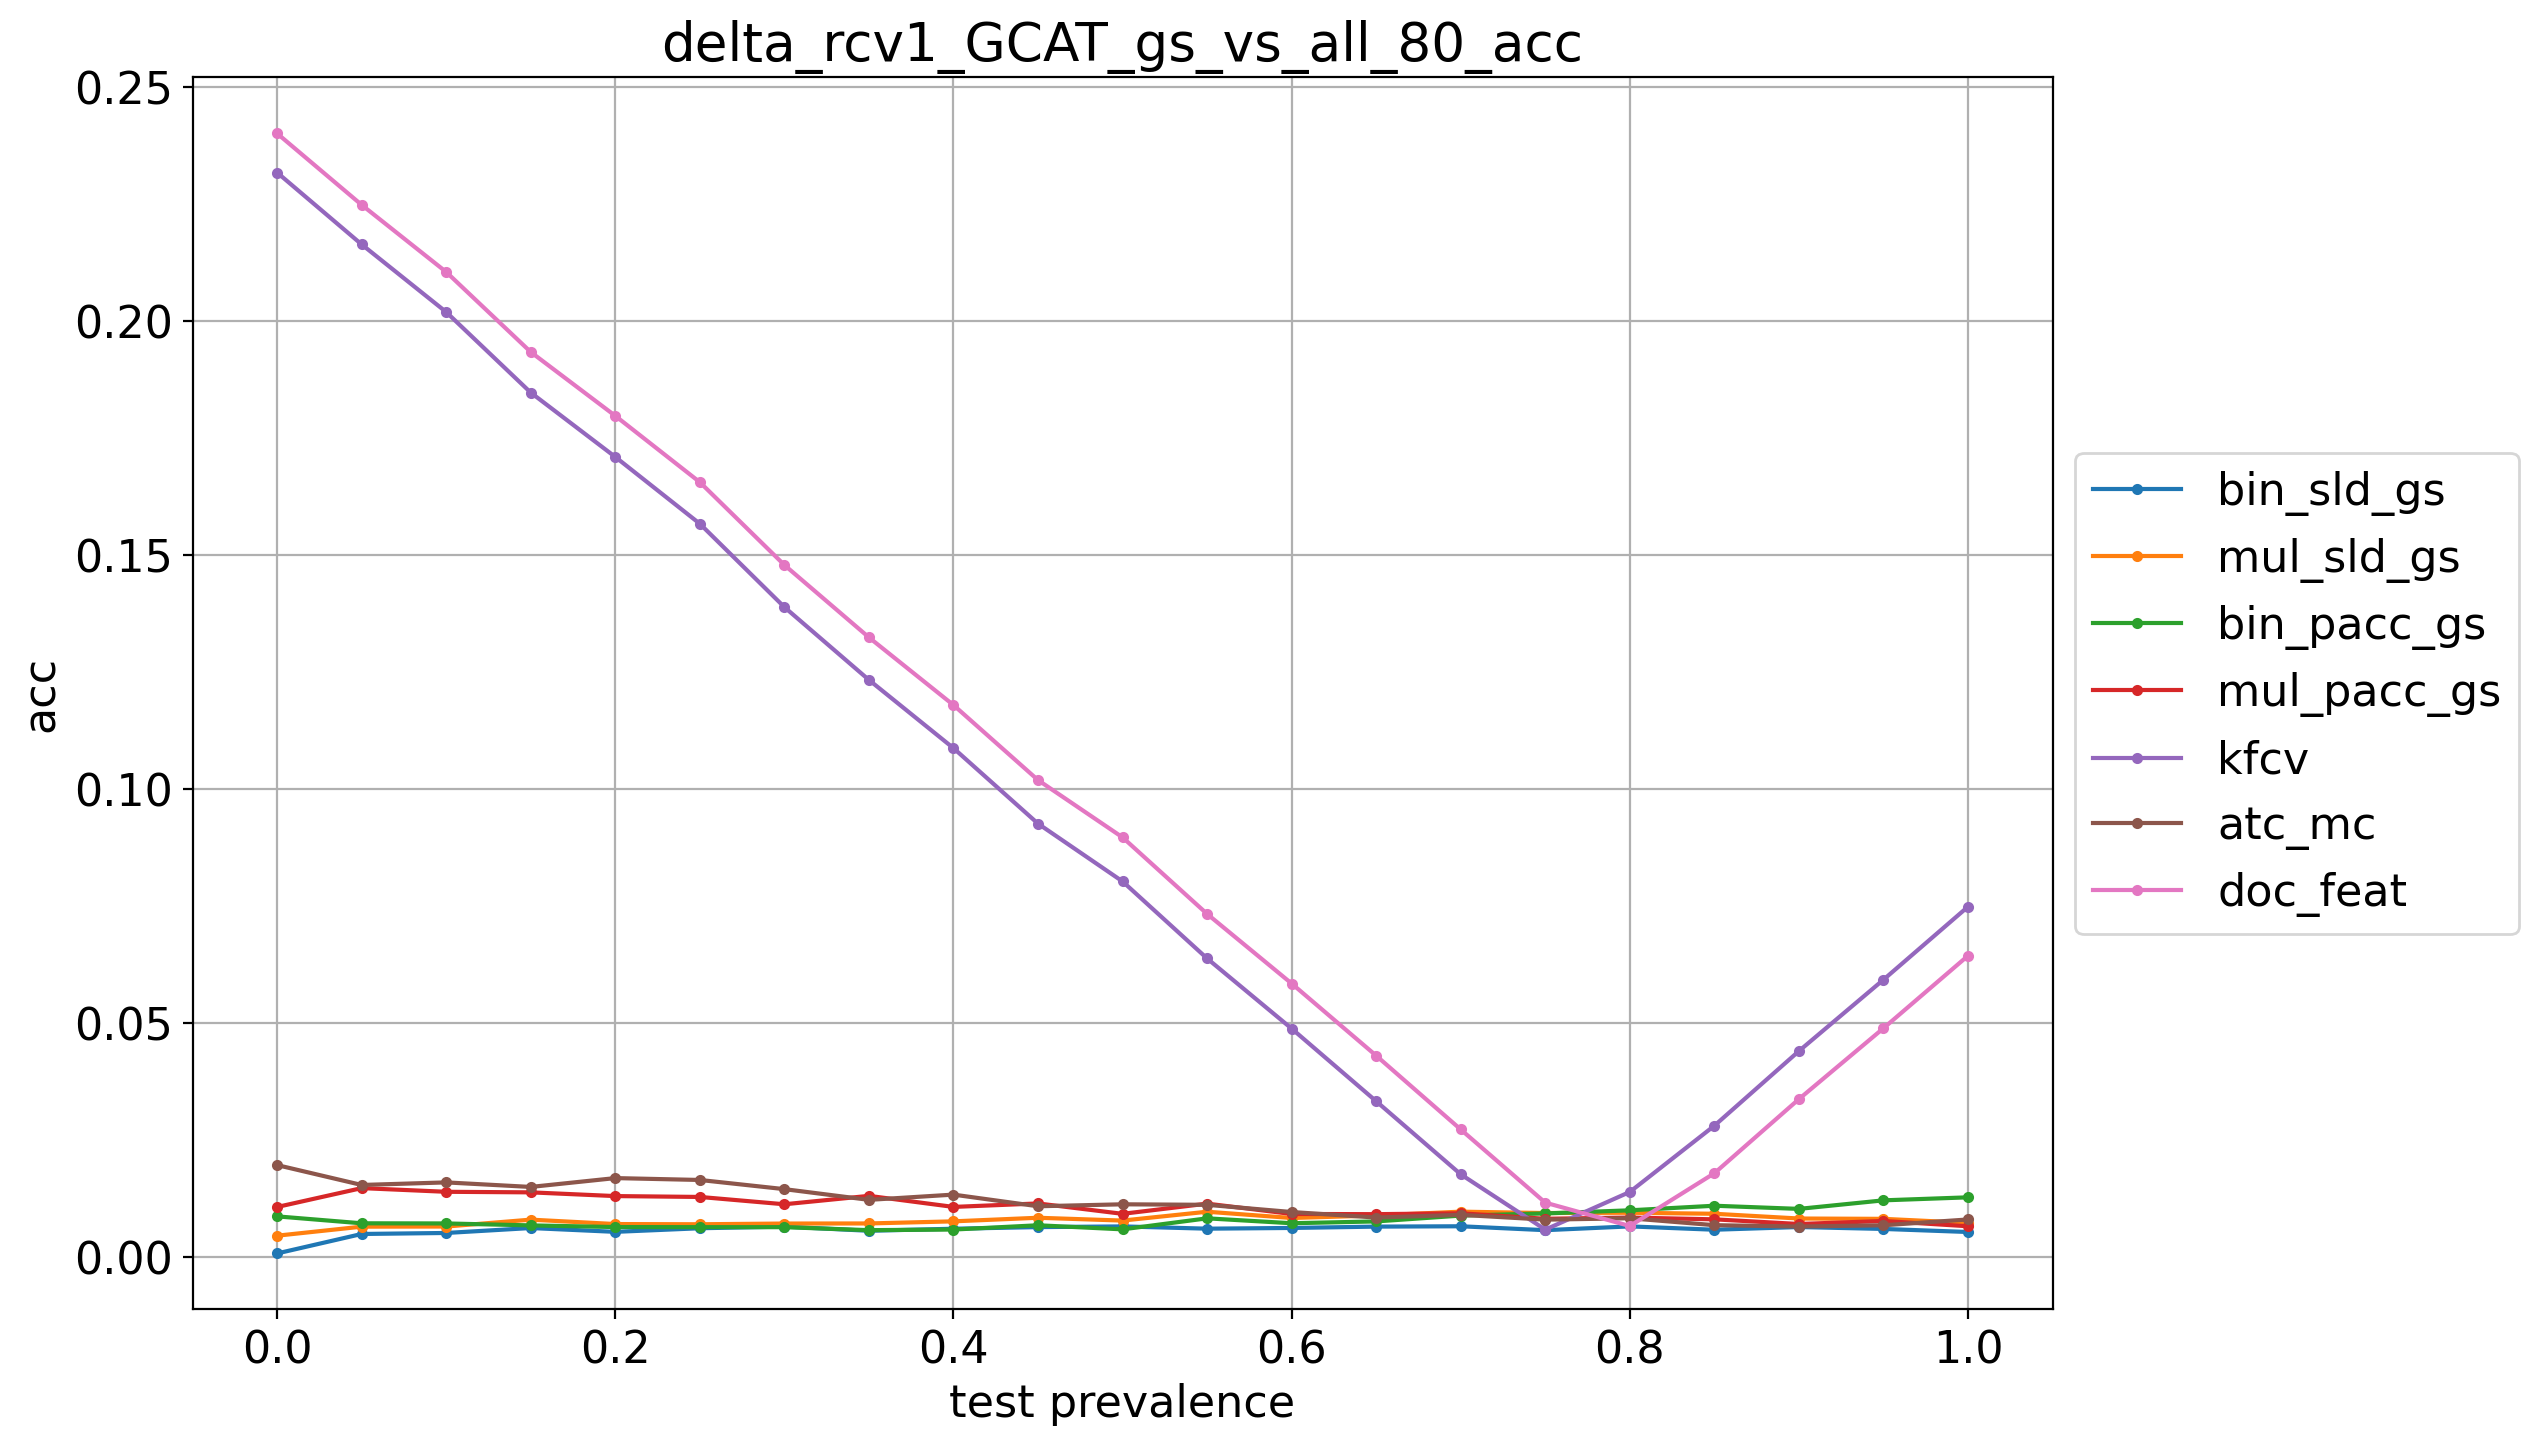 delta_rcv1_GCAT_gs_vs_all_80_acc
0.25
0.20
0.15
0.10
0.05
0.00
acc
0.0 0.2 0.4 0.6 0.8 1.0
test prevalence
bin_sld_gs
mul_sld_gs
bin_pacc_gs
mul_pacc_gs
kfcv
atc_mc
doc_feat